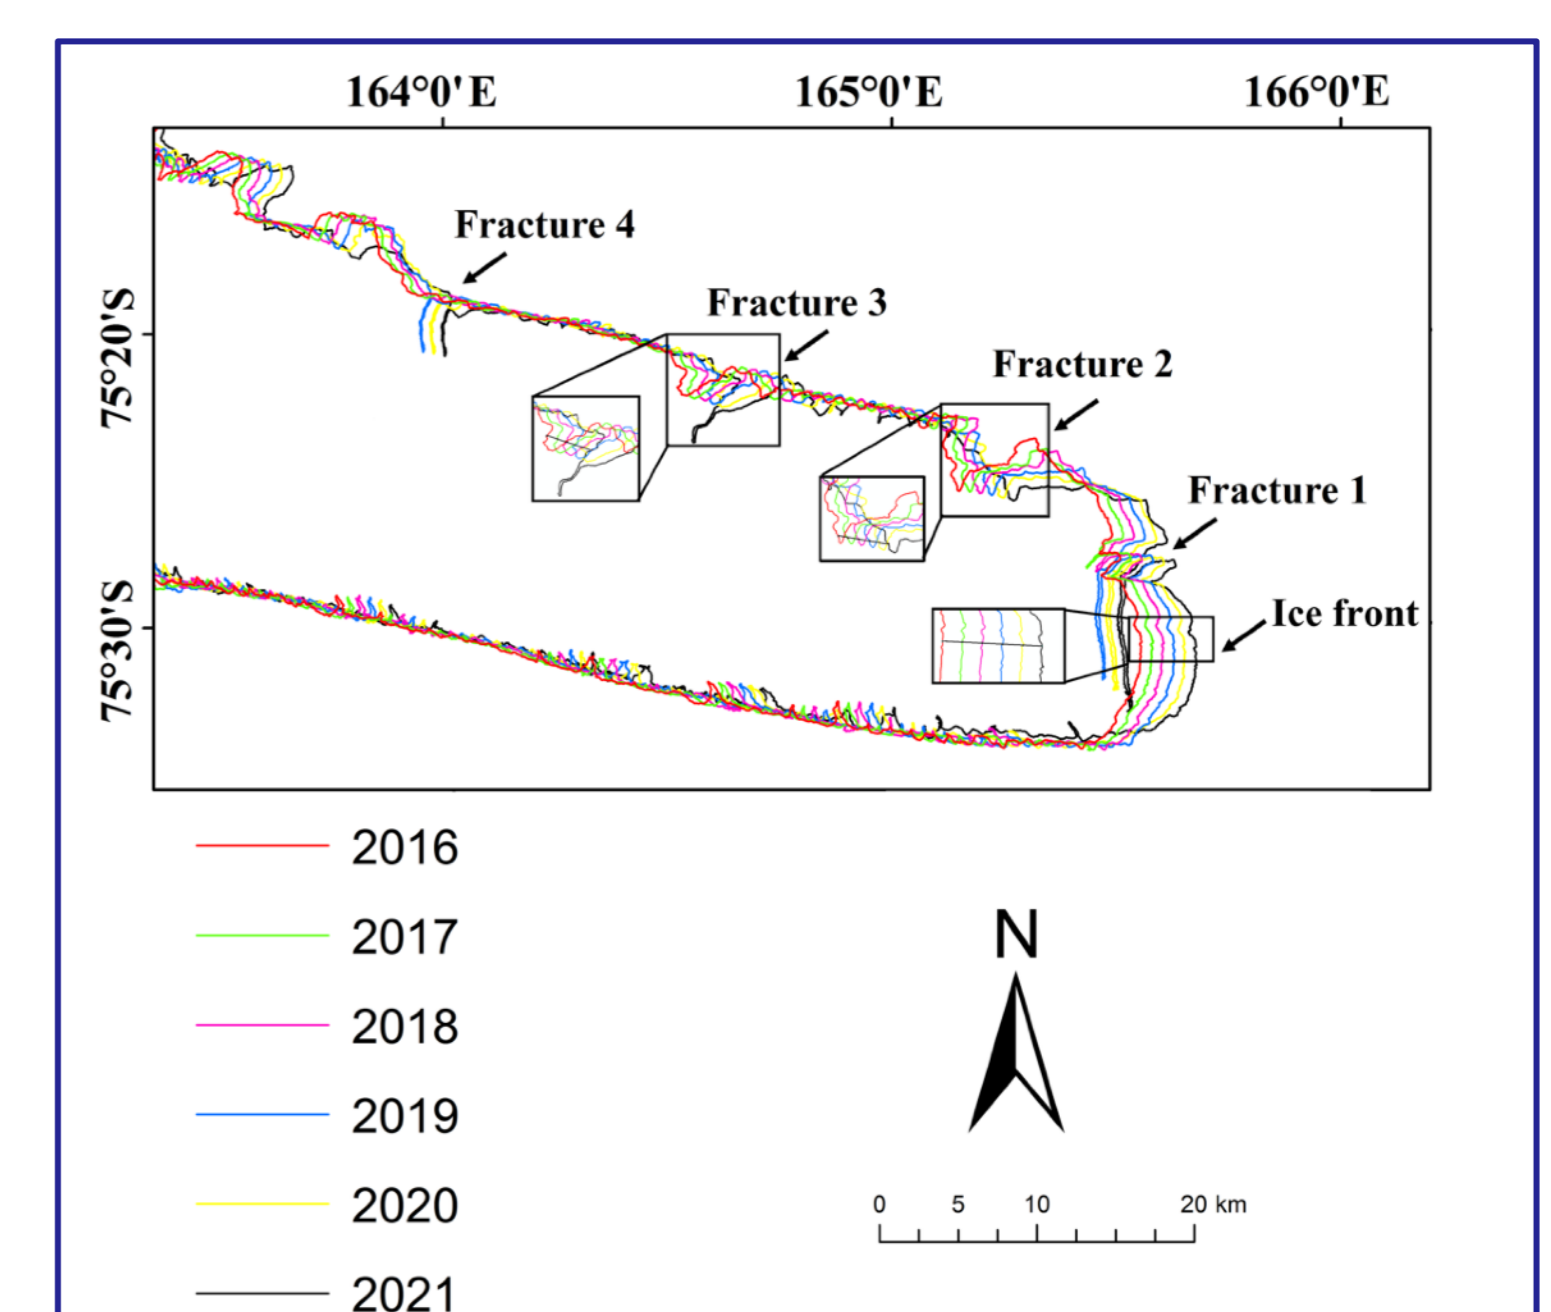 164°0'E 165°0'E 166°0'E
Fracture 4
Fracture 3
75°20'S
Fracture 2
Fracture 1
Ice front
75°30'S
2016
2017
N
2018
2019
2020
0 5 10 20 km
2021